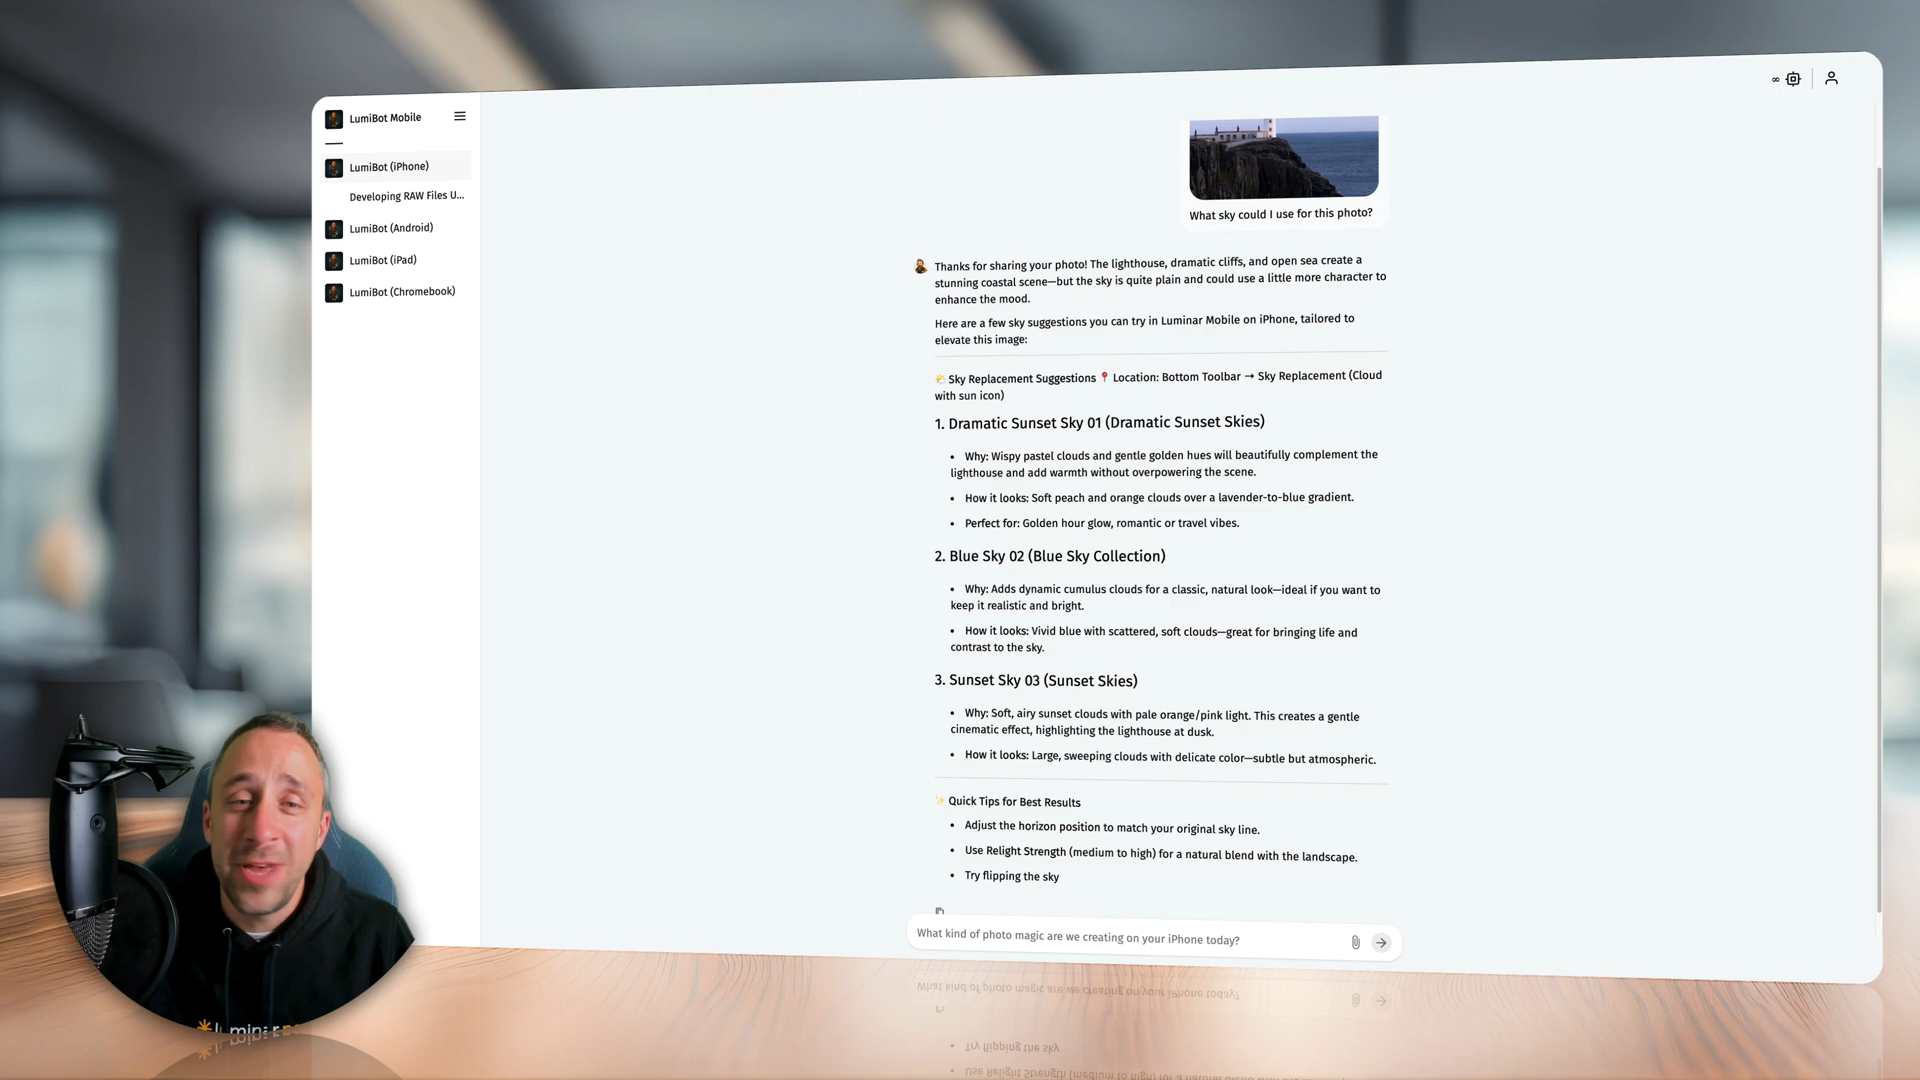 LumiBot Mobile
LumiBot (iPhone)
Developing RAW Files U...
LumiBot (Android)
LumiBot (iPad)
LumiBot (Chromebook)
∞
What sky could I use for this photo?
Thanks for sharing your photo! The lighthouse, dramatic cliffs, and open sea create a
stunning coastal scene—but the sky is quite plain and could use a little more character to
enhance the mood.
Here are a few sky suggestions you can try in Luminar Mobile on iPhone, tailored to
elevate this image:
🌤️ Sky Replacement Suggestions 📍 Location: Bottom Toolbar → Sky Replacement (Cloud
with sun icon)
1. Dramatic Sunset Sky 01 (Dramatic Sunset Skies)
• Why: Wispy pastel clouds and gentle golden hues will beautifully complement the
lighthouse and add warmth without overpowering the scene.
• How it looks: Soft peach and orange clouds over a lavender-to-blue gradient.
• Perfect for: Golden hour glow, romantic or travel vibes.
2. Blue Sky 02 (Blue Sky Collection)
• Why: Adds dynamic cumulus clouds for a classic, natural look—ideal if you want to
keep it realistic and bright.
• How it looks: Vivid blue with scattered, soft clouds—great for bringing life and
contrast to the sky.
3. Sunset Sky 03 (Sunset Skies)
• Why: Soft, airy sunset clouds with pale orange/pink light. This creates a gentle
cinematic effect, highlighting the lighthouse at dusk.
• How it looks: Large, sweeping clouds with delicate color—subtle but atmospheric.
✨ Quick Tips for Best Results
• Adjust the horizon position to match your original sky line.
• Use Relight Strength (medium to high) for a natural blend with the landscape.
• Try flipping the sky
What kind of photo magic are we creating on your iPhone today?